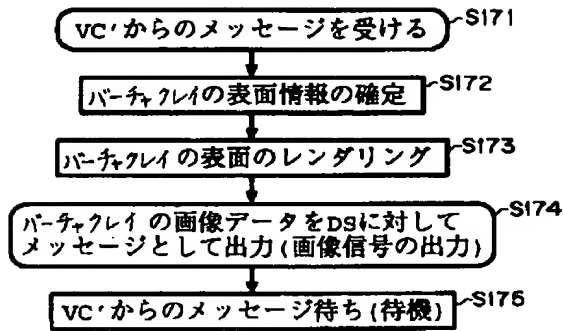 VC'からのメッセージを受ける
S171
バーチャクレイの表面情報の確定
S172
バーチャクレイの表面のレンダリング
S173
バーチャクレイの画像データをDSに対して
メッセージとして出力(画像信号の出力)
S174
VC'からのメッセージ待ち(待機)
S175